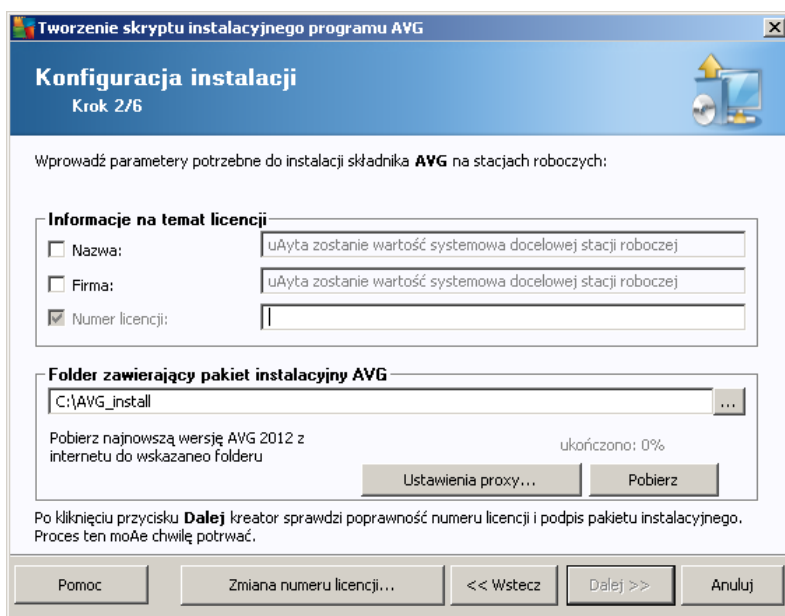 Tworzenie skryptu instalacyjnego programu AVG
Konfiguracja instalacji
Krok 2/6
Wprowadź parametery potrzebne do instalacji składnika AVG na stacjach roboczych:
Informacje na temat licencji
Nazwa:
uAyta zostanie wartość systemowa docelowej stacji roboczej
Firma:
uAyta zostanie wartość systemowa docelowej stacji roboczej
Numer licencji:
Folder zawierający pakiet instalacyjny AVG
C:\AVG_install
...
Pobierz najnowszą wersję AVG 2012 z
internetu do wskazaneo folderu
ukończono: 0%
Ustawienia proxy...
Pobierz
Po kliknięciu przycisku Dalej kreator sprawdzi poprawność numeru licencji i podpis pakietu instalacyjnego.
Proces ten moAe chwilę potrwać.
Pomoc
Zmiana numeru licencji...
<< Wstecz
Dalej >>
Anuluj